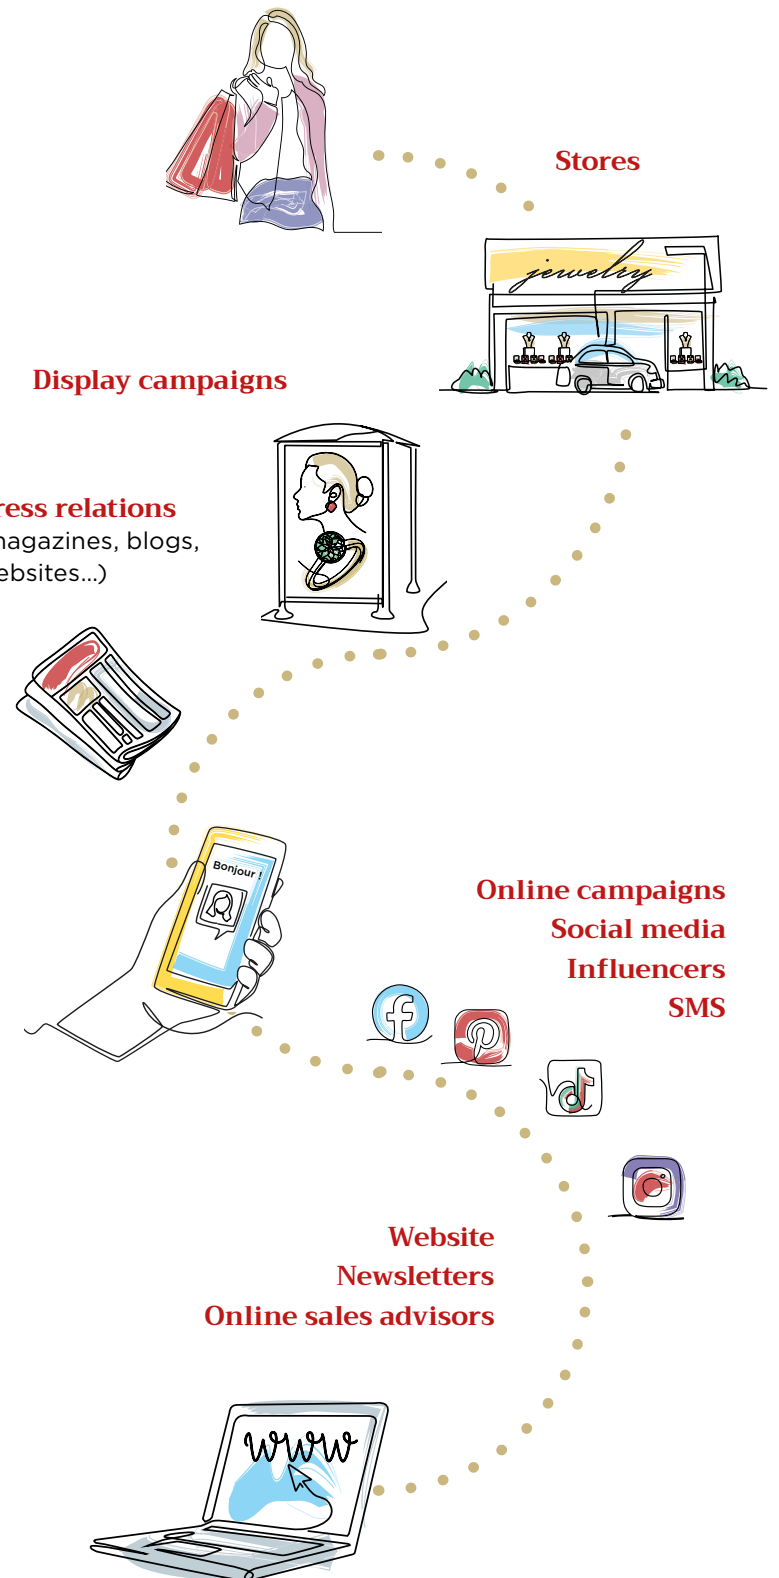 Stores
jewelry
Display campaigns
ress relations
nagazines, blogs,
ebsites...)
Bonjour !
Online campaigns
Social media
Influencers
SMS
Website
Newsletters
Online sales advisors
www